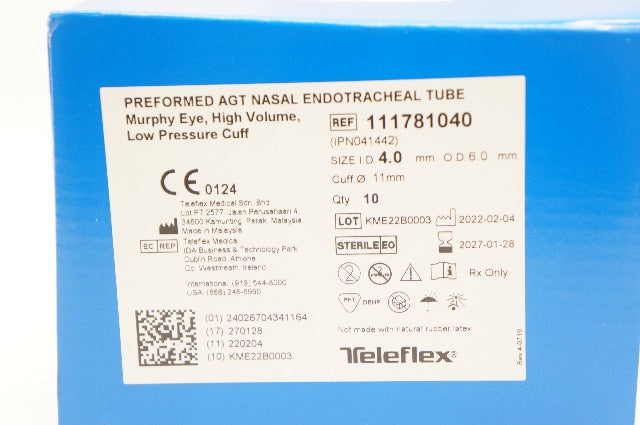 PREFORMED AGT NASAL ENDOTRACHEAL TUBE
Murphy Eye, High Volume,
Low Pressure Cuff
REF 111781040
(IPN041442)
SIZE I.D 4.0 mm O.D 6.0 mm
Cuff Ø 11mm
Qty 10
LOT KME22B0003 2022-02-04
STERILE EO 2027-01-28
Rx Only
PHT DEHP
Not made with natural rubber latex
Teleflex®
Rev 4-0719
CE 0124
Teleflex Medical Sdn. Bhd.
Lot PT 2577, Jalan Perusahaan 4,
34600 Kamunting, Perak, Malaysia
Made in Malaysia
EC REP Teleflex Medical
IDA Business & Technology Park
Dublin Road, Athlone
Co. Westmeath, Ireland
International: (919) 544-8000
USA: (866) 246-6990
(01) 24026704341164
(17) 270128
(11) 220204
(10) KME22B0003